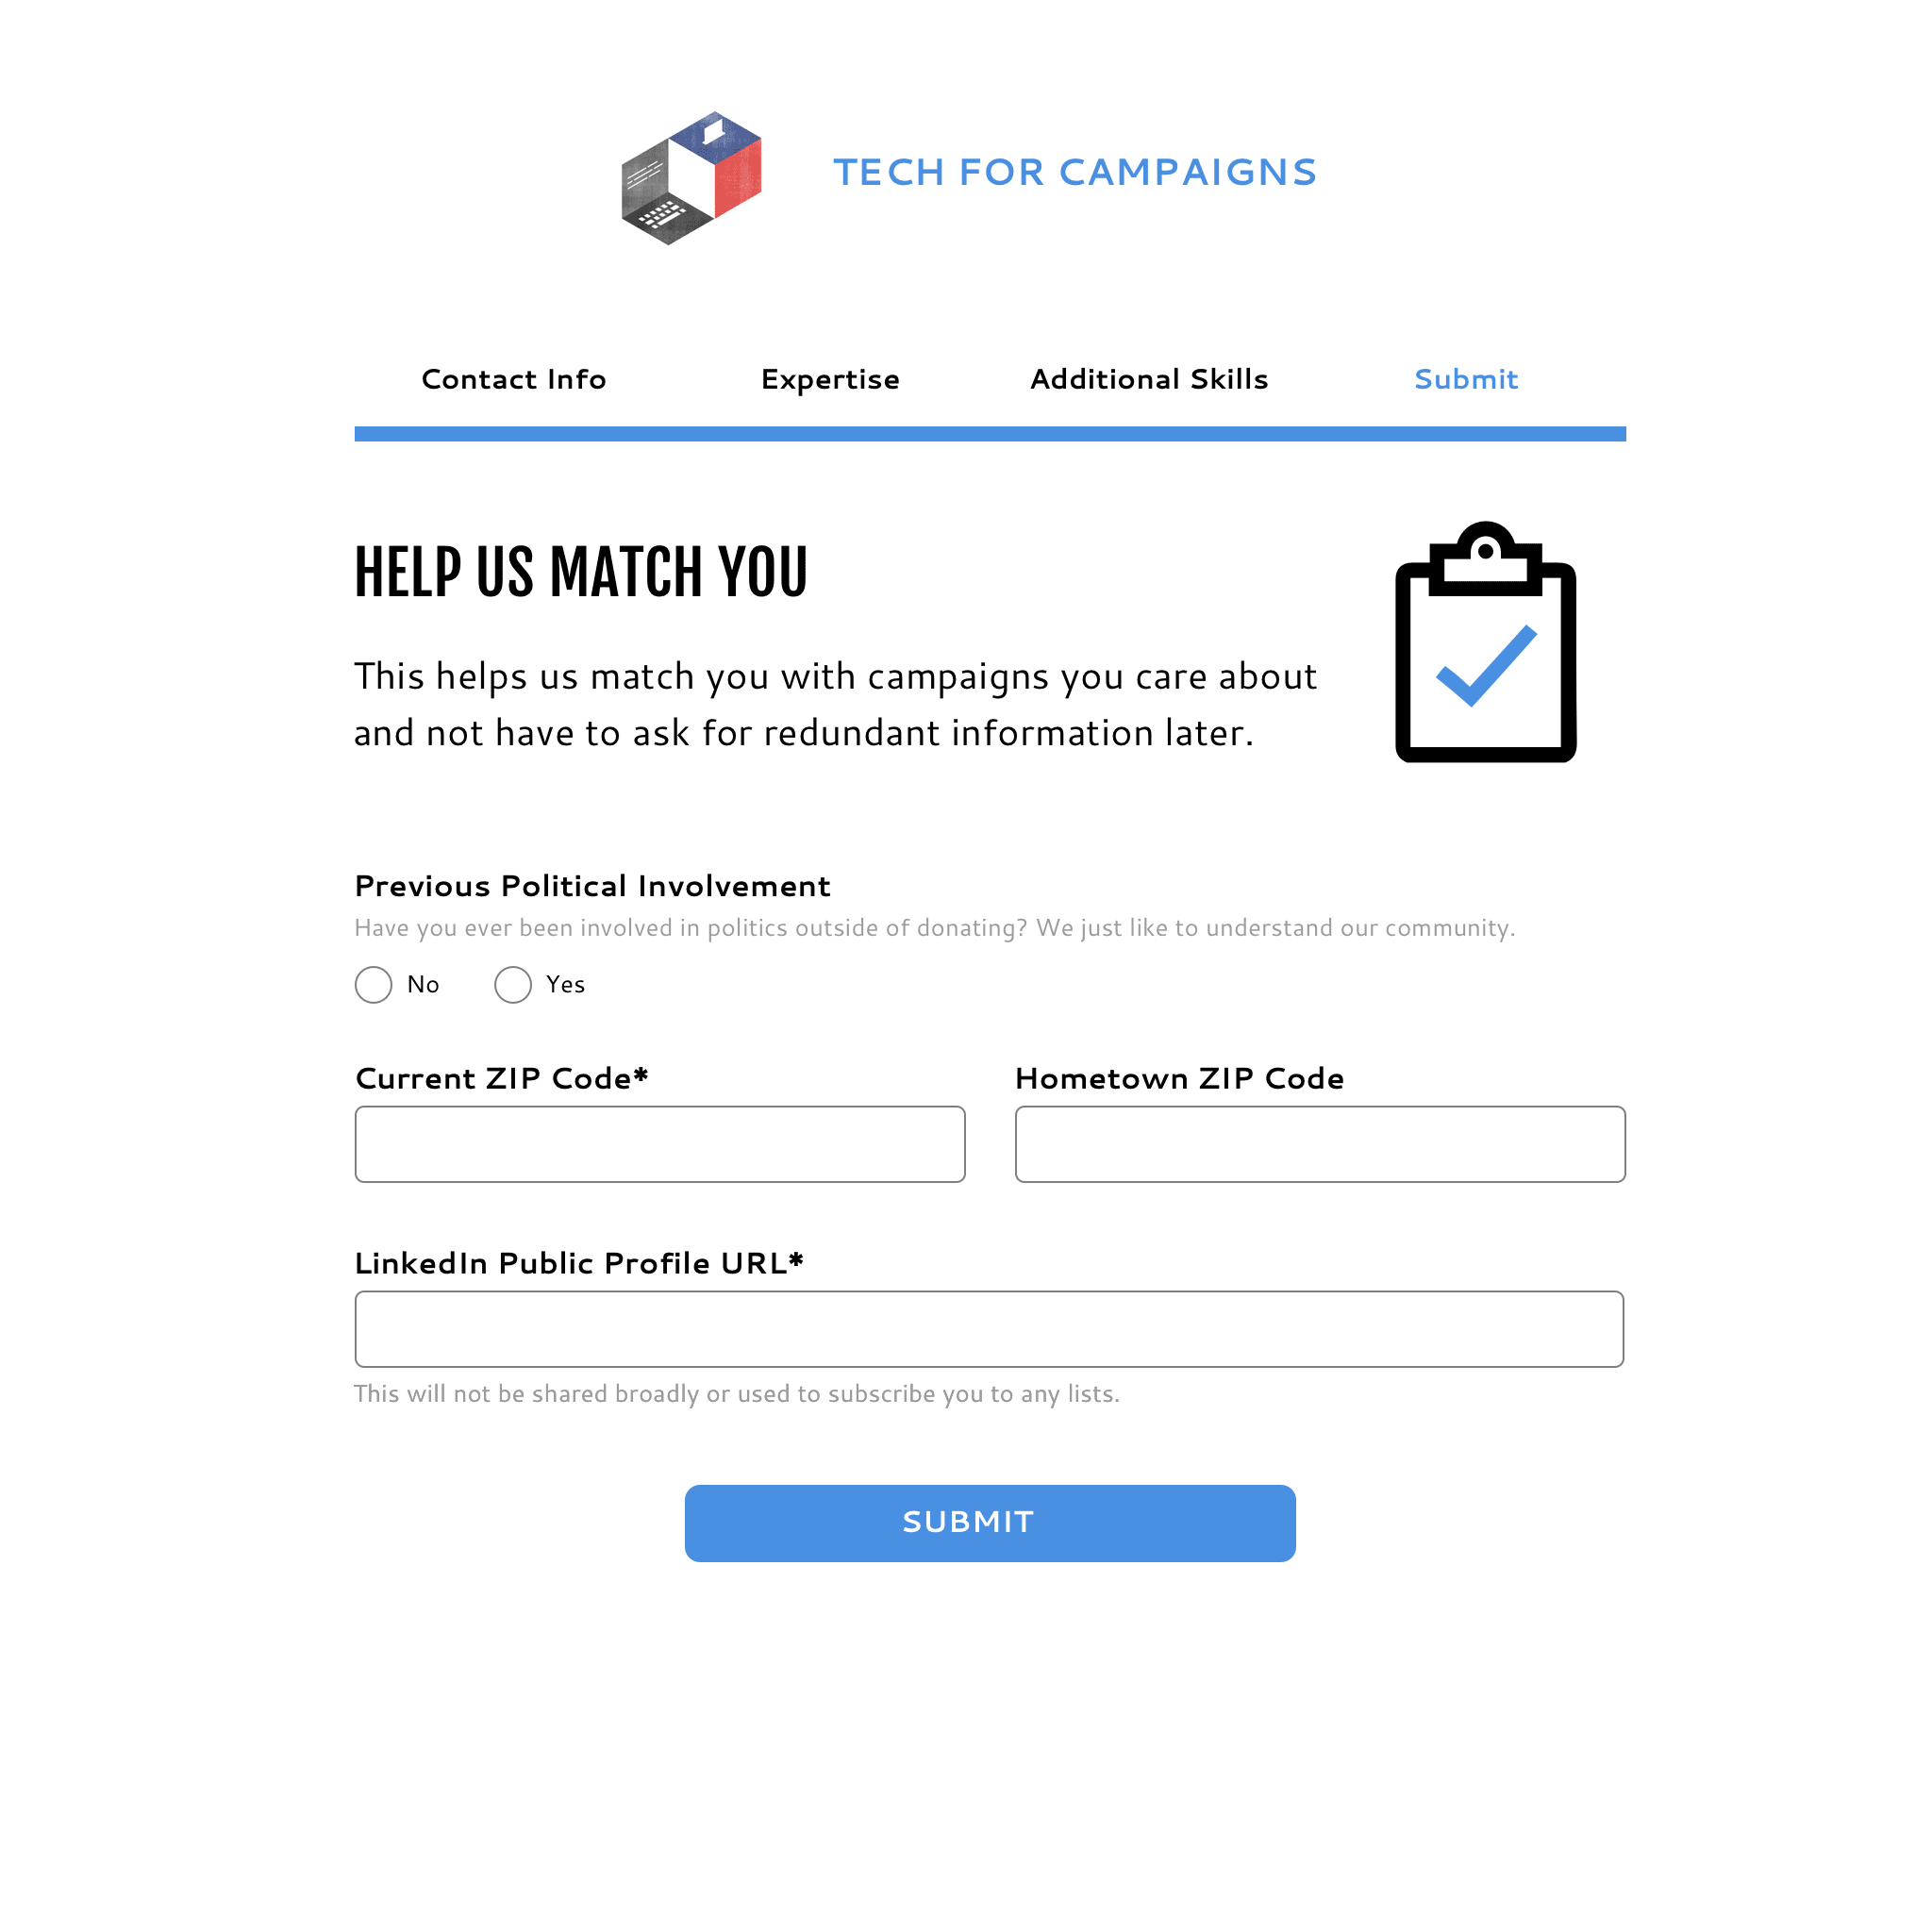 TECH FOR CAMPAIGNS
Contact Info Expertise Addtional Skills Submit
HELP US MATCH YOU
This helps us match you with campaigns you care about
and not have to ask for redundant information later.
Previous Political Involvement
Have you ever been involved in politics outside of donating? We just like to understand our community.
No Yes
Current ZIP Code* Hometown ZIP Code
LinkedIn Public Profile URL*
This will not be shared broadly or used to subscribe you to any lists.
SUBMIT